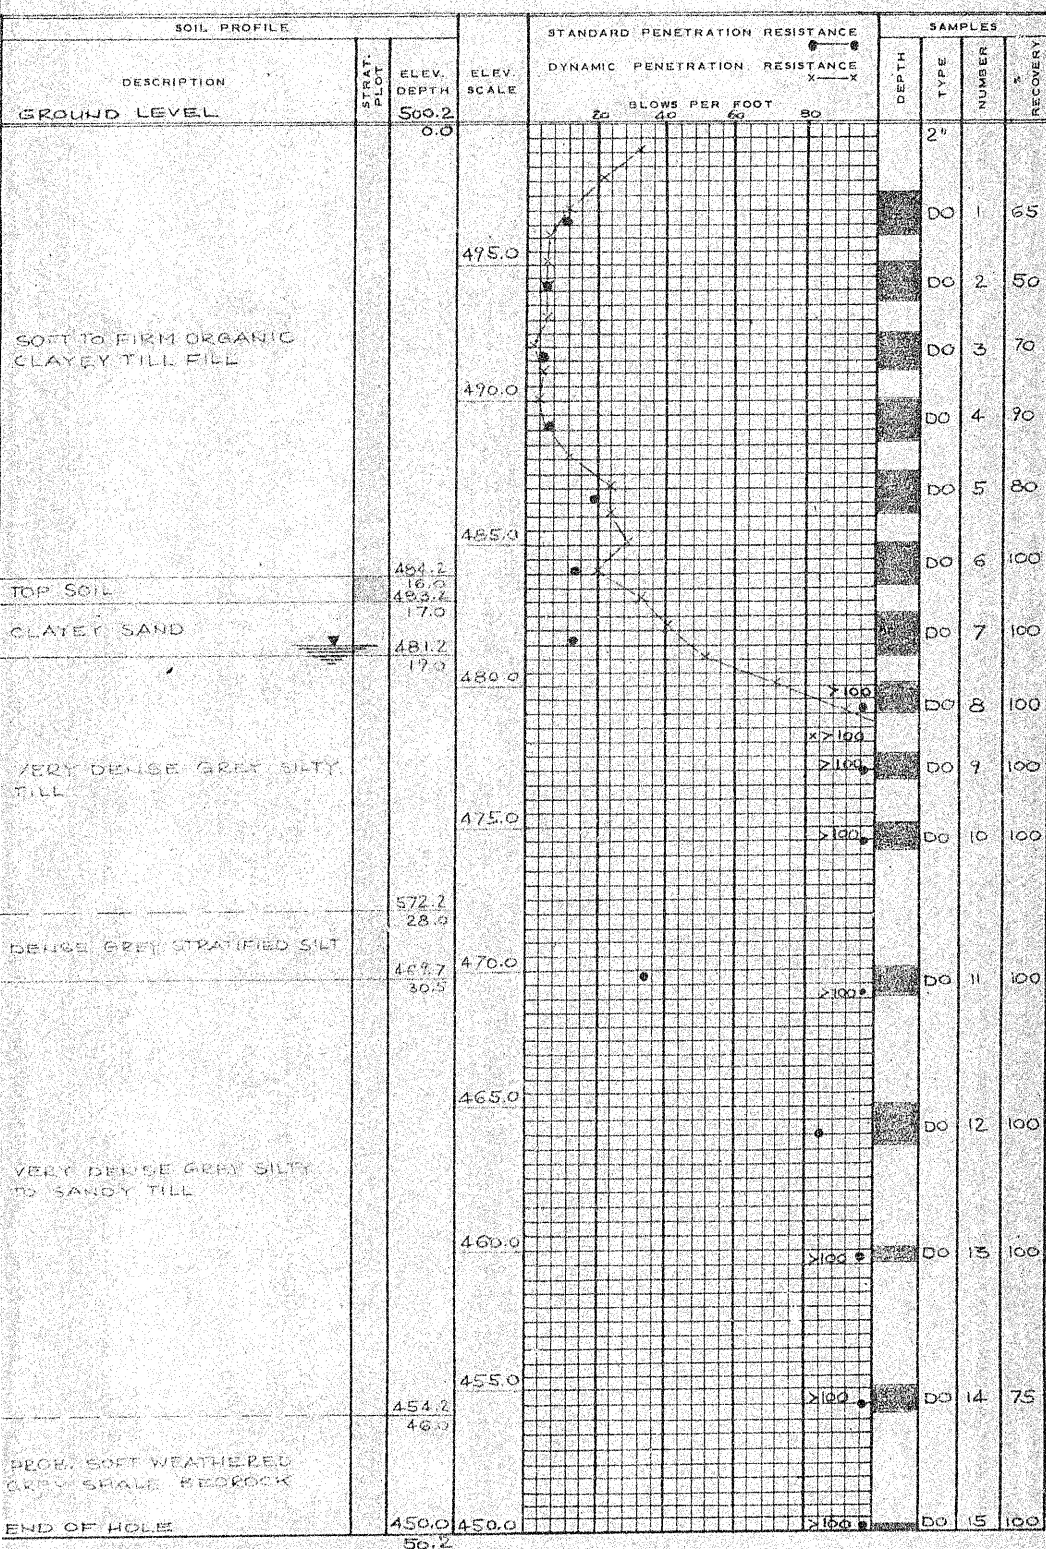 SOIL PROFILE
DESCRIPTION
GROUND LEVEL
STRAT. PLOT
ELEV. DEPTH
500.2
0.0
ELEV. SCALE
STANDARD PENETRATION RESISTANCE
DYNAMIC PENETRATION RESISTANCE
x x
BLOWS PER FOOT
20 40 60 80
SAMPLES
DEPTH
TYPE
NUMBER
% RECOVERY
2"
DO 1 65
495.0
DO 2 50
SOFT TO FIRM ORGANIC
CLAYEY TILL FILL
DO 3 70
490.0
DO 4 90
DO 5 80
485.0
DO 6 100
484.2
TOP SOIL
16.0
483.2
17.0
CLAYEY SAND
DO 7 100
481.2
19.0
480.0
>100
DO 8 100
x >100
VERY DENSE GREY SILTY
TILL
>100
DO 9 100
475.0
>100
DO 10 100
572.2
28.0
DENSE GREY STRATIFIED SILT
469.7
30.5
470.0
>100
DO 11 100
465.0
DO 12 100
VERY DENSE GREY SILTY
TO SANDY TILL
460.0
>100
DO 13 100
455.0
>100
DO 14 75
454.2
46.0
PROB. SOFT WEATHERED
GREY SHALE BEDROCK
END OF HOLE
450.0
450.0
>100
DO 15 100
50.2